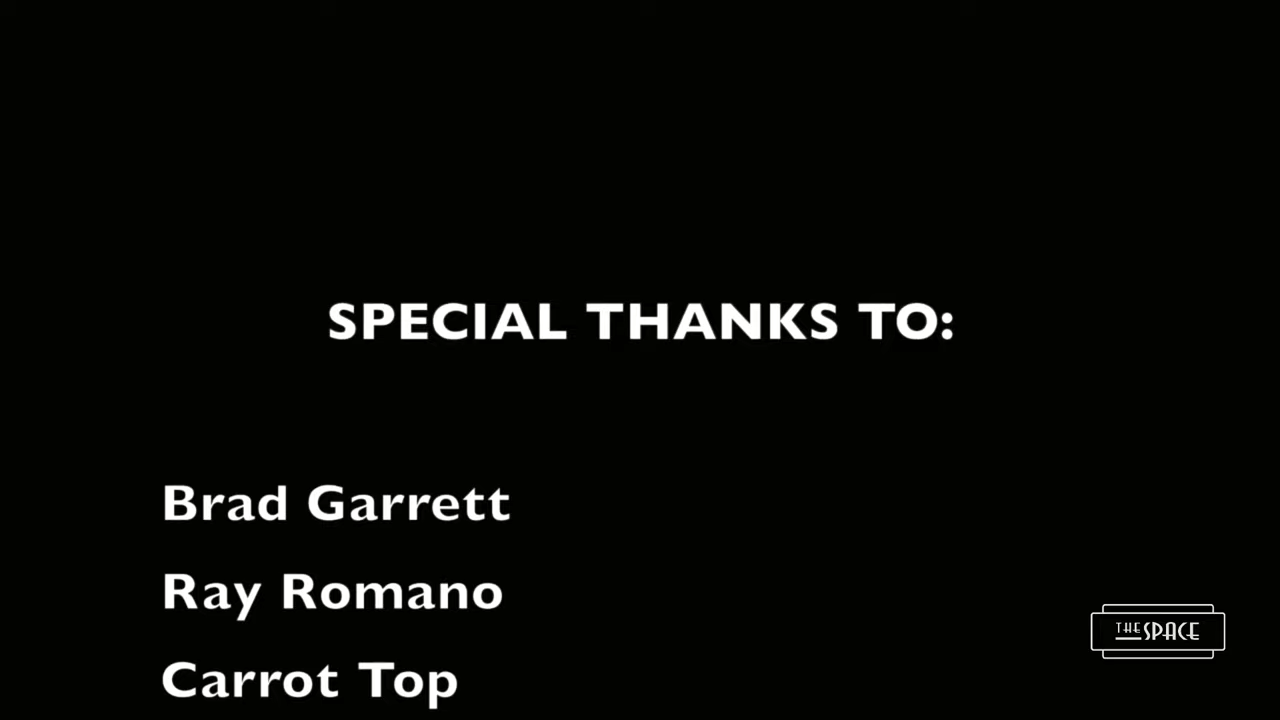 SPECIAL THANKS TO:
Brad Garrett
Ray Romano
Carrot Top
THE SPACE